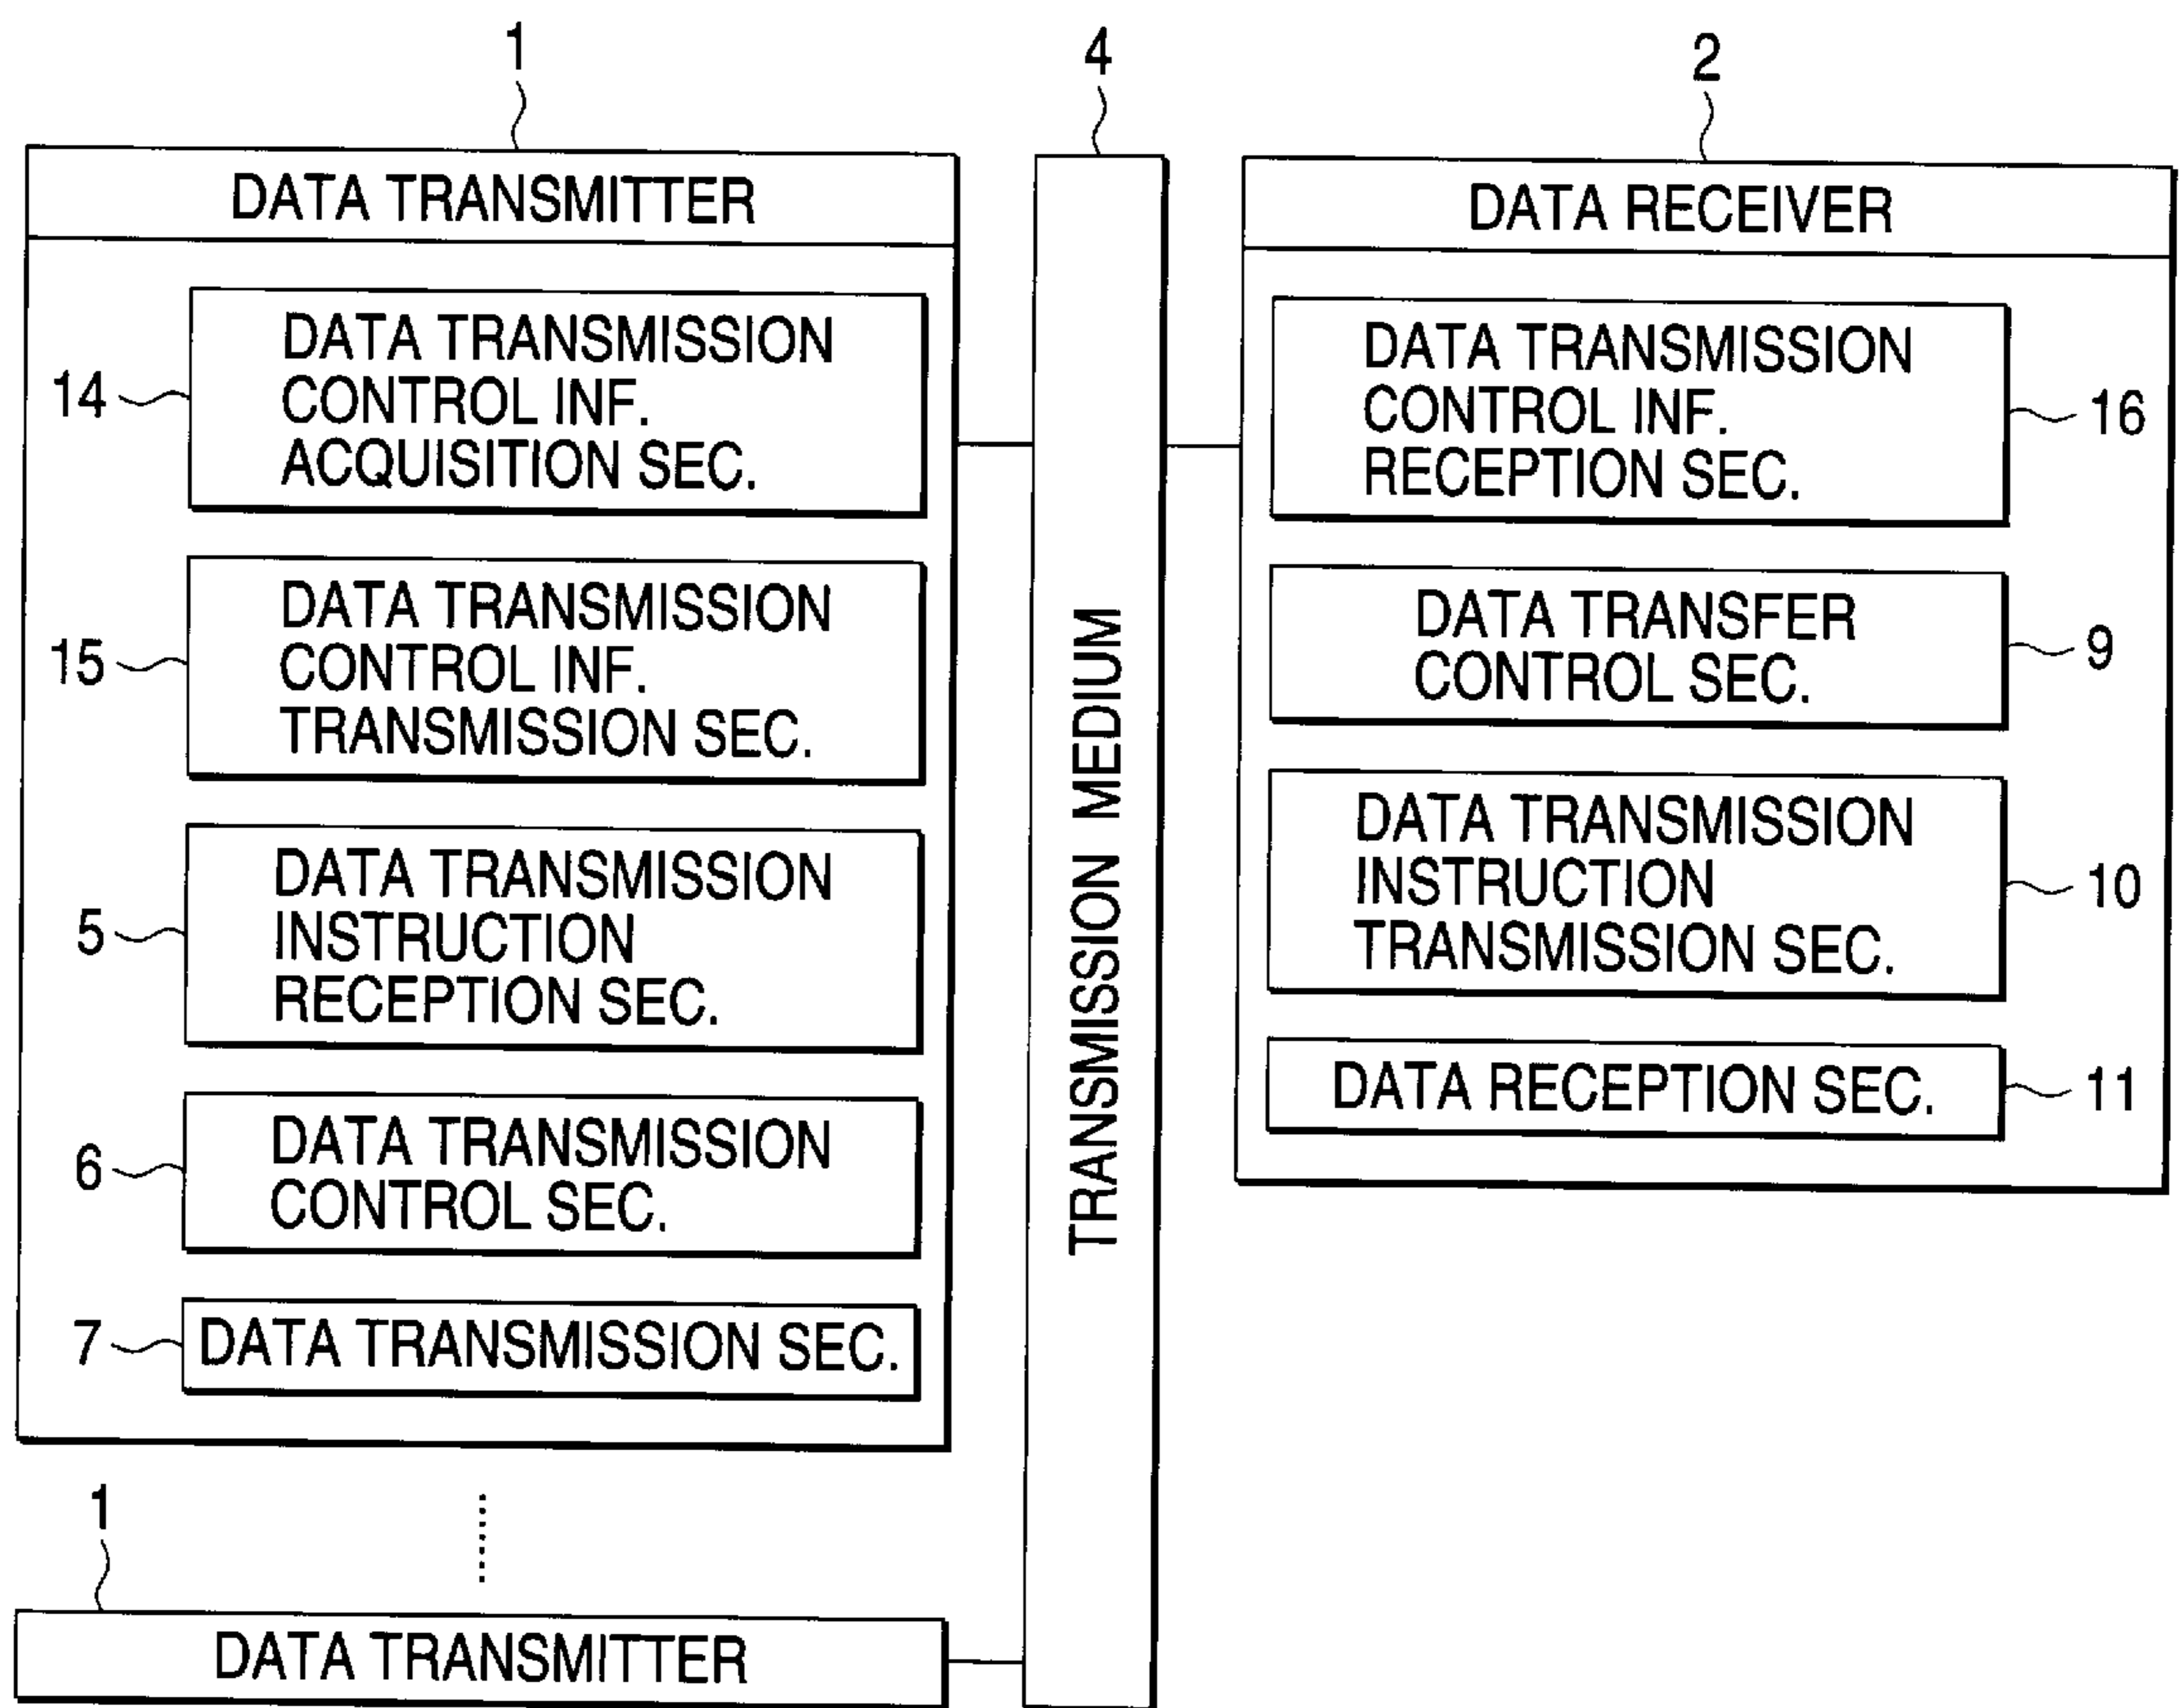 1
DATA TRANSMITTER
14
DATA TRANSMISSION
CONTROL INF.
ACQUISITION SEC.
15
DATA TRANSMISSION
CONTROL INF.
TRANSMISSION SEC.
5
DATA TRANSMISSION
INSTRUCTION
RECEPTION SEC.
6
DATA TRANSMISSION
CONTROL SEC.
7
DATA TRANSMISSION SEC.
1
DATA TRANSMITTER
4
TRANSMISSION MEDIUM
2
DATA RECEIVER
DATA TRANSMISSION
CONTROL INF.
RECEPTION SEC.
16
DATA TRANSFER
CONTROL SEC.
9
DATA TRANSMISSION
INSTRUCTION
TRANSMISSION SEC.
10
DATA RECEPTION SEC.
11